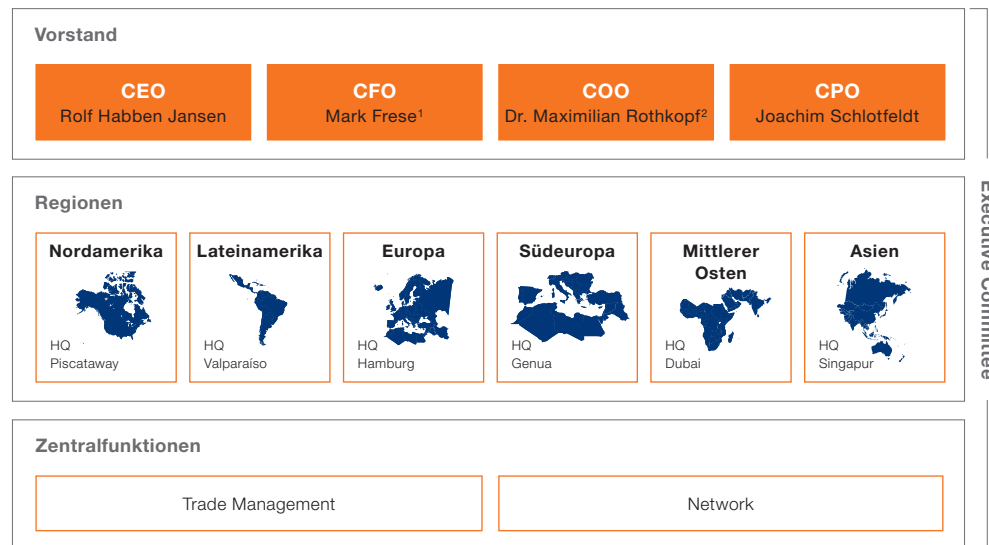 Vorstand
CEO
Rolf Habben Jansen
CFO
Mark Frese¹
COO
Dr. Maximilian Rothkopf²
CPO
Joachim Schlotfeldt
Executive Committee
Regionen
Nordamerika
HQ
Piscataway
Lateinamerika
HQ
Valparaíso
Europa
HQ
Hamburg
Südeuropa
HQ
Genua
Mittlerer
Osten
HQ
Dubai
Asien
HQ
Singapur
Zentralfunktionen
Trade Management
Network